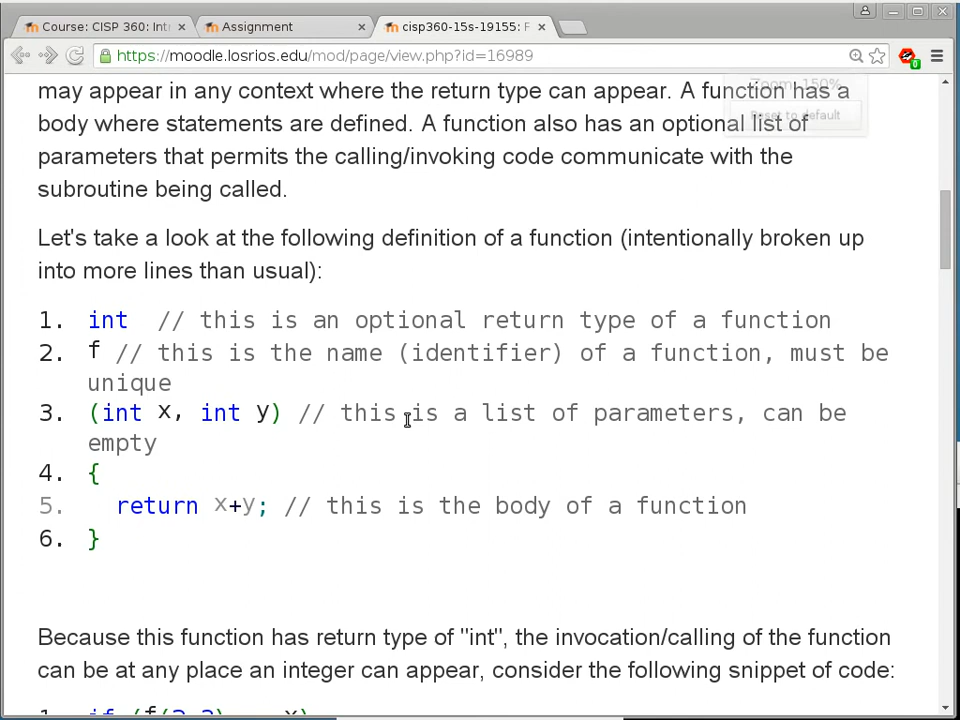 Course: CISP 360: Int
Assignment
cisp360-15s-19155: F
https://moodle.losrios.edu/mod/page/view.php?id=16989
0
Zoom: 150%
Reset to default
may appear in any context where the return type can appear. A function has a
body where statements are defined. A function also has an optional list of
parameters that permits the calling/invoking code communicate with the
subroutine being called.
Let's take a look at the following definition of a function (intentionally broken up
into more lines than usual):
1. int // this is an optional return type of a function
2. f // this is the name (identifier) of a function, must be
unique
3. (int x, int y) // this is a list of parameters, can be
empty
4. {
5. return x+y; // this is the body of a function
6. }
Because this function has return type of "int", the invocation/calling of the function
can be at any place an integer can appear, consider the following snippet of code: